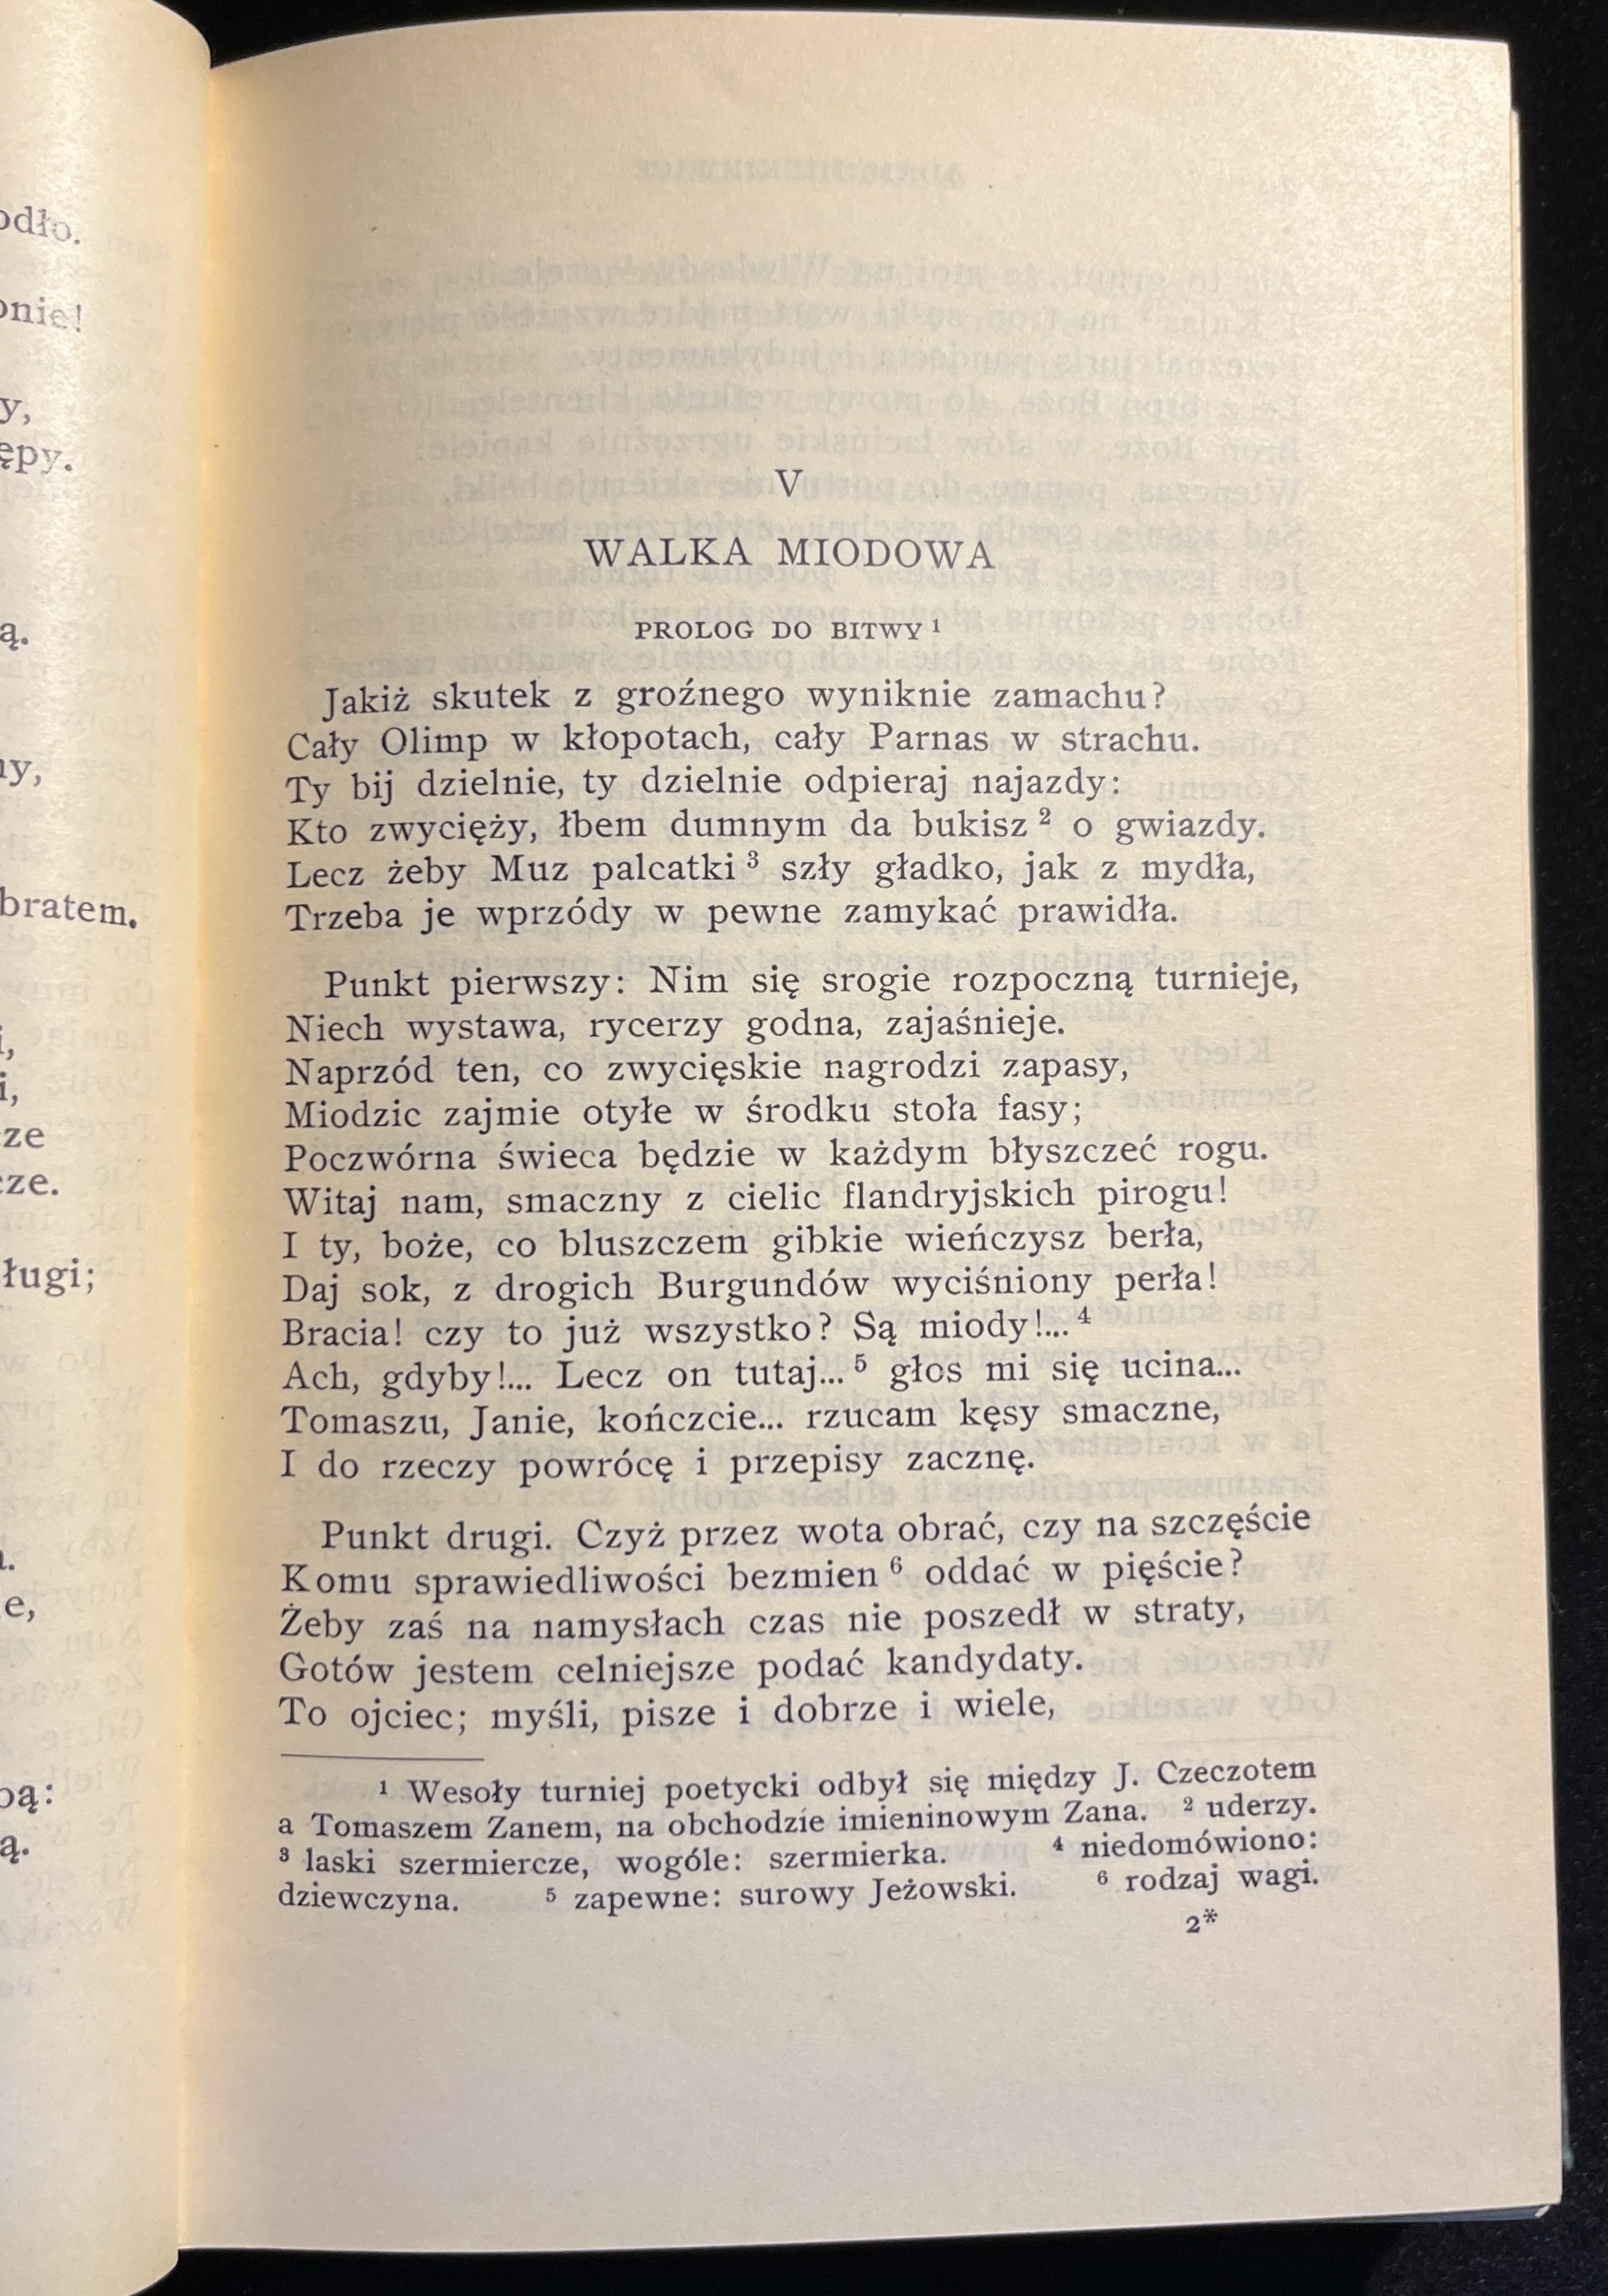 odło.
onie!
y,
ępy.
ą.
ny,
bratem.
i,
i,
cze
cze.
ługi;
a.
e,
bą:
ą.
V
WALKA MIODOWA
PROLOG DO BITWY ¹
Jakiż skutek z groźnego wyniknie zamachu?
Cały Olimp w kłopotach, cały Parnas w strachu.
Ty bij dzielnie, ty dzielnie odpieraj najazdy:
Kto zwycięży, łbem dumnym da bukisz ² o gwiazdy.
Lecz żeby Muz palcatki ³ szły gładko, jak z mydła,
Trzeba je wprzódy w pewne zamykać prawidła.
Punkt pierwszy: Nim się srogie rozpoczną turnieje,
Niech wystawa, rycerzy godna, zajaśnieje.
Naprzód ten, co zwycięskie nagrodzi zapasy,
Miodzic zajmie otyłe w środku stoła fasy;
Poczwórna świeca będzie w każdym błyszczeć rogu.
Witaj nam, smaczny z cielic flandryjskich pirogu!
I ty, boże, co bluszczem gibkie wieńczysz berła,
Daj sok, z drogich Burgundów wyciśniony perła!
Bracia! czy to już wszystko? Są miody!... ⁴
Ach, gdyby!... Lecz on tutaj... ⁵ głos mi się ucina...
Tomaszu, Janie, kończcie... rzucam kęsy smaczne,
I do rzeczy powrócę i przepisy zacznę.
Punkt drugi. Czyż przez wota obrać, czy na szczęście
Komu sprawiedliwości bezmien ⁶ oddać w pięście?
Żeby zaś na namysłach czas nie poszedł w straty,
Gotów jestem celniejsze podać kandydaty.
To ojciec; myśli, pisze i dobrze i wiele,
¹ Wesoły turniej poetycki odbył się między J. Czeczotem
a Tomaszem Zanem, na obchodzie imieninowym Zana. ² uderzy.
³ laski szermiercze, wogóle: szermierka. ⁴ niedomówiono:
dziewczyna. ⁵ zapewne: surowy Jeżowski. ⁶ rodzaj wagi.
2*